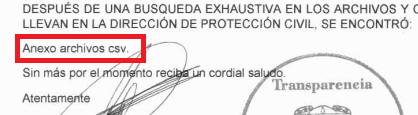 DESPUÉS DE UNA BUSQUEDA EXHAUSTIVA EN LOS ARCHIVOS Y
LLEVAN EN LA DIRECCIÓN DE PROTECCIÓN CIVIL, SE ENCONTRÓ:
Anexo archivos csv.
Sin más por el momento reciba un cordial saludo.
Transparencia
Atentamente